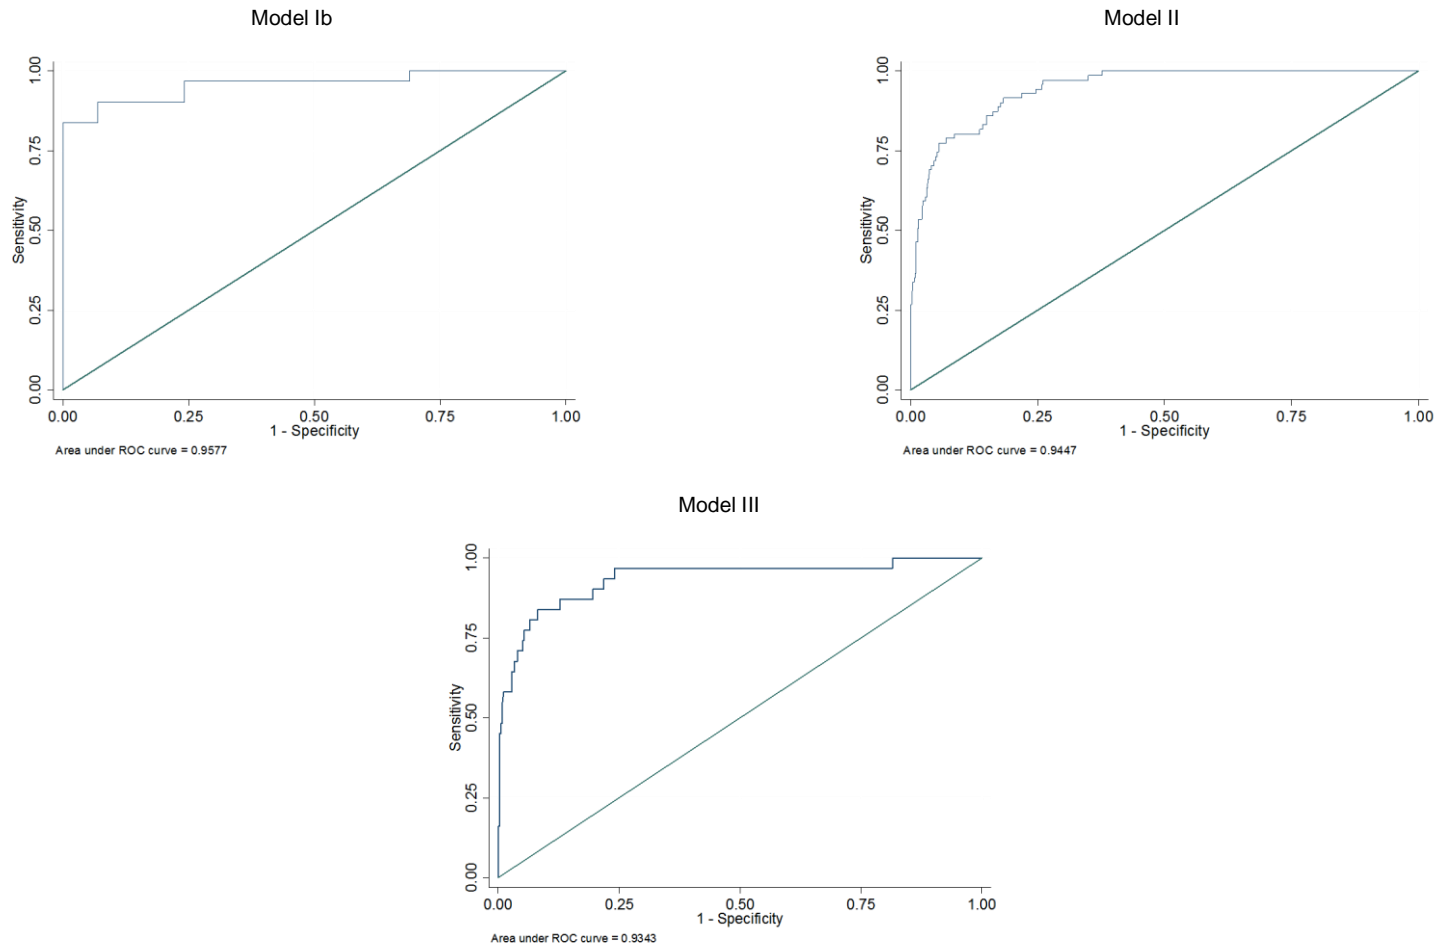 Model Ib
1.00
0.75
0.50
0.25
0.00
Sensitivity
0.00 0.25 0.50 0.75 1.00
1 - Specificity
Area under ROC curve = 0.9577
Model II
1.00
0.75
0.50
0.25
0.00
Sensitivity
0.00 0.25 0.50 0.75 1.00
1 - Specificity
Area under ROC curve = 0.9447
Model III
1.00
0.75
0.50
0.25
0.00
Sensitivity
0.00 0.25 0.50 0.75 1.00
1 - Specificity
Area under ROC curve = 0.9343